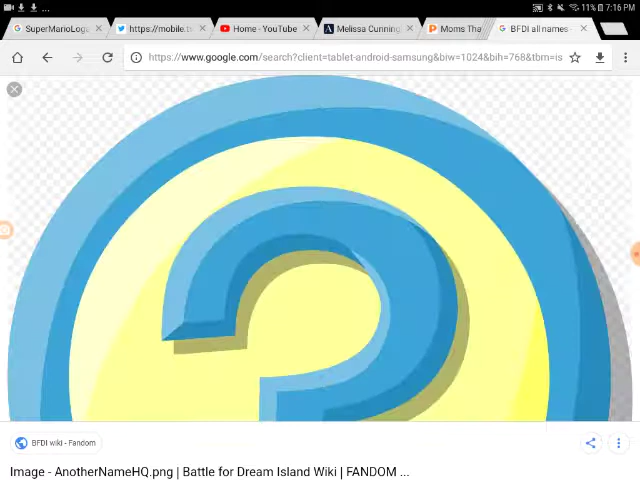 ... 11% 7:16 PM
SuperMarioLoga https://mobile.tw Home - YouTube Melissa Cunning Moms Tha BFDI all names -
https://www.google.com/search?client=tablet-android-samsung&biw=1024&bih=768&tbm=is
?
BFDI wiki - Fandom
Image - AnotherNameHQ.png | Battle for Dream Island Wiki | FANDOM ...